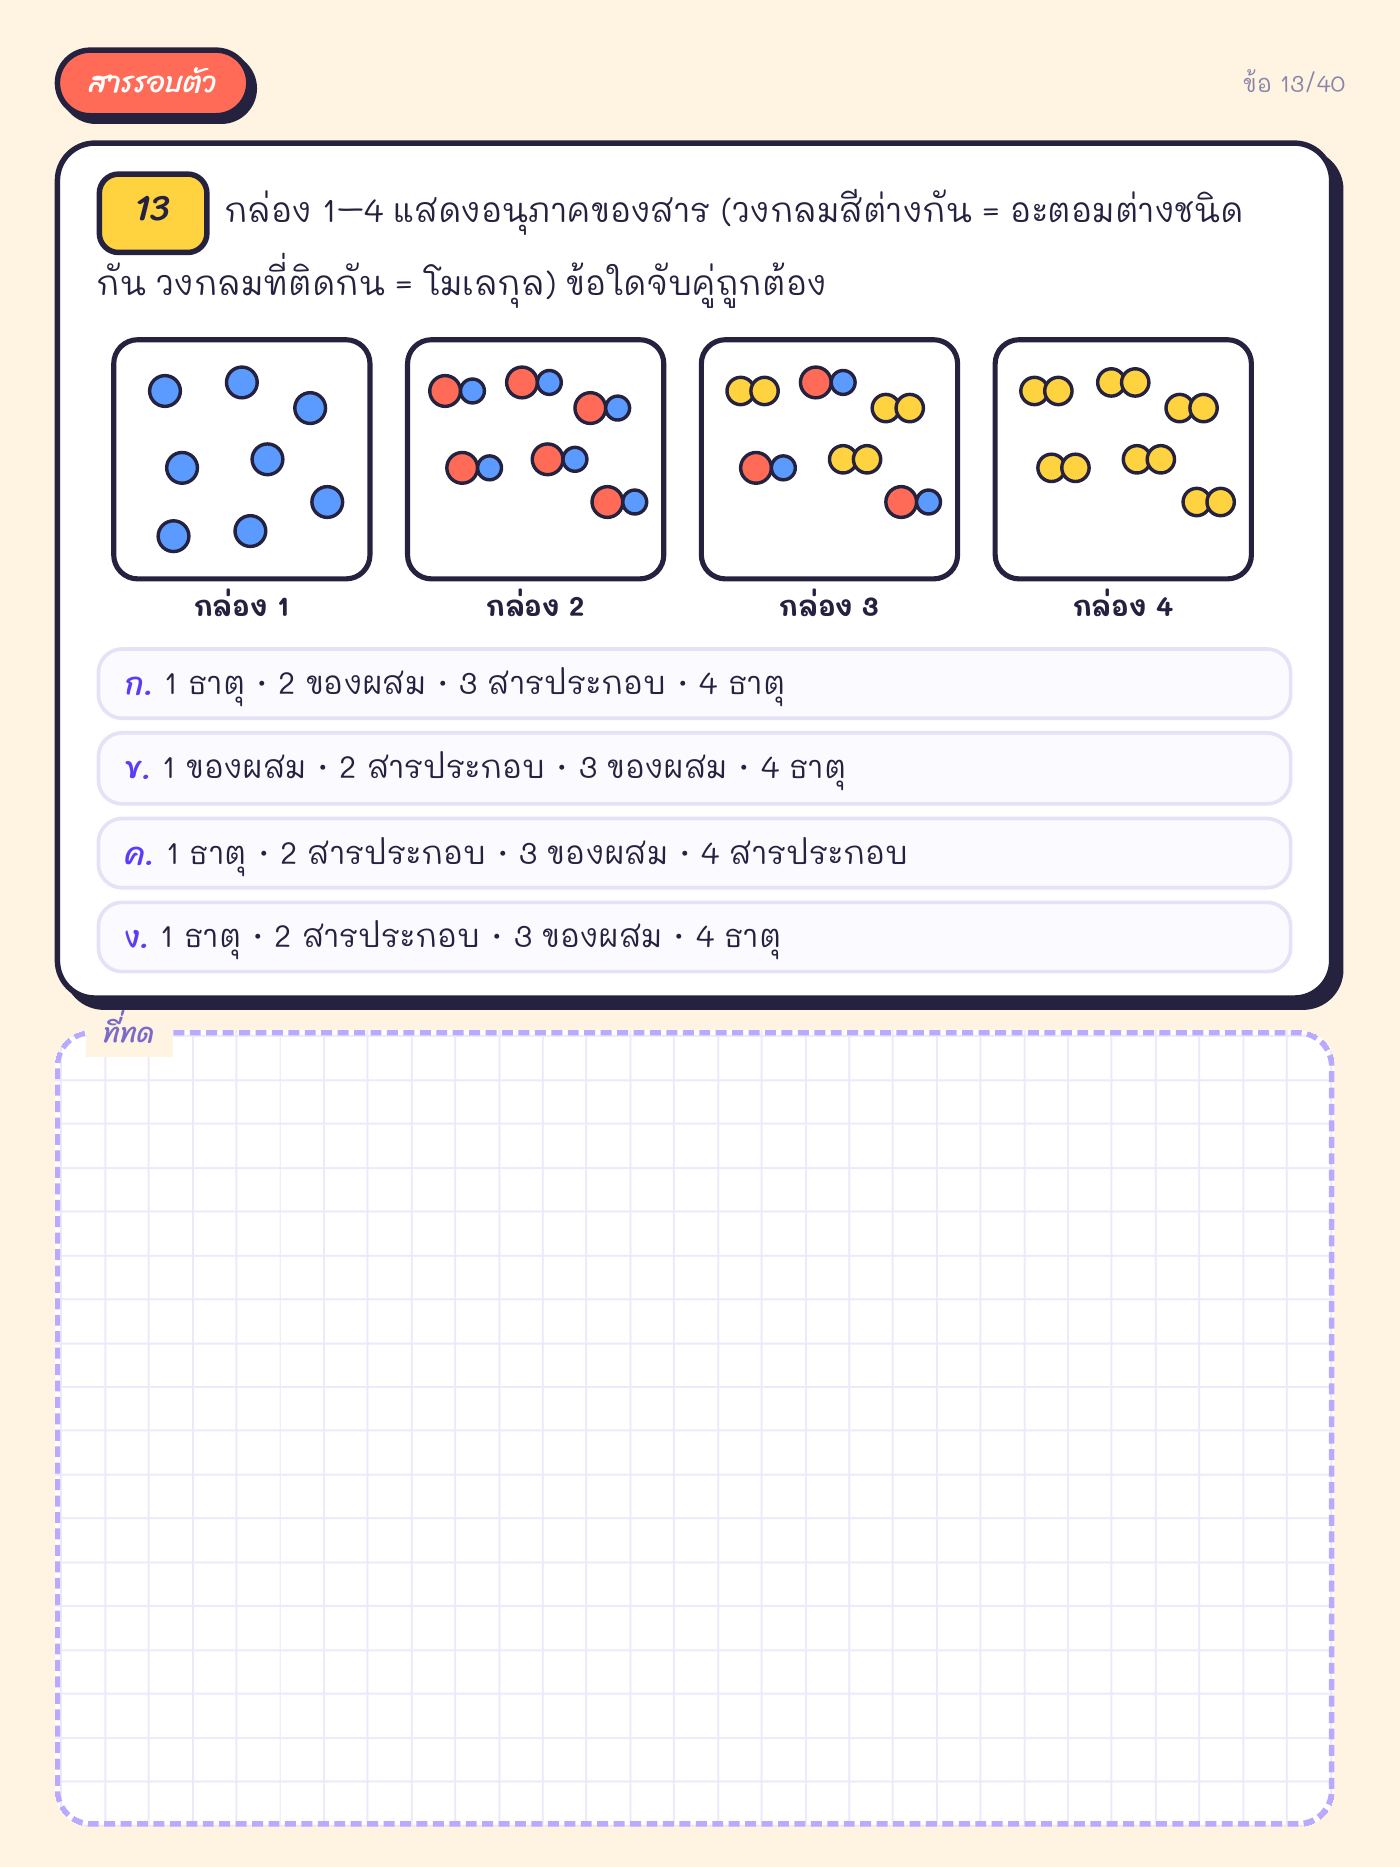 สารรอบตัว
ข้อ 13/40
13 กล่อง 1–4 แสดงอนุภาคของสาร (วงกลมสีต่างกัน = อะตอมต่างชนิด
กัน วงกลมที่ติดกัน = โมเลกุล) ข้อใดจับคู่ถูกต้อง
กล่อง 1 กล่อง 2 กล่อง 3 กล่อง 4
ก. 1 ธาตุ · 2 ของผสม · 3 สารประกอบ · 4 ธาตุ
ข. 1 ของผสม · 2 สารประกอบ · 3 ของผสม · 4 ธาตุ
ค. 1 ธาตุ · 2 สารประกอบ · 3 ของผสม · 4 สารประกอบ
ง. 1 ธาตุ · 2 สารประกอบ · 3 ของผสม · 4 ธาตุ
ที่ทด